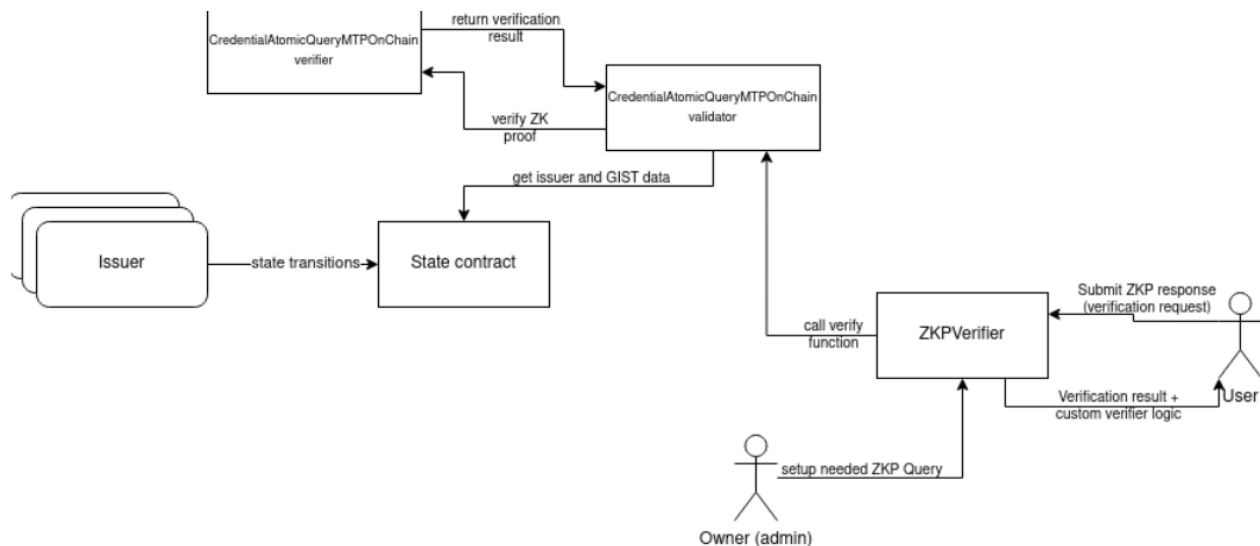 return verification
result
CredentialAtomicQueryMTPOnChain
verifier
CredentialAtomicQueryMTPOnChain
validator
verify ZK
proof
get issuer and GIST data
Issuer
state transitions
State contract
Submit ZKP response
(verification request)
call verify
function
ZKPVerifier
User
Verification result +
custom verifier logic
setup needed ZKP Query
Owner (admin)